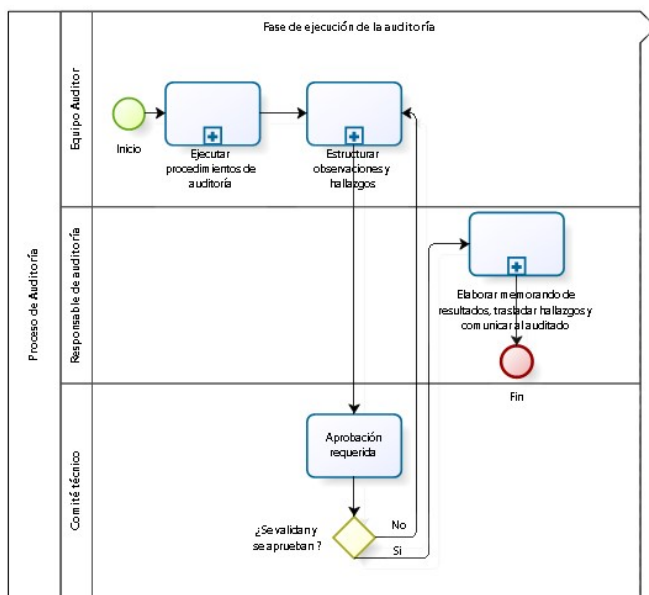 Fase de ejecución de la auditoría
Proceso de Auditoría
Equipo Auditor
Inicio
Ejecutar
procedimientos de
auditoría
Estructurar
observaciones y
hallazgos
Responsable de auditoría
Elaborar memorando de
resultados, trasladar hallazgos y
comunicar al auditado
Fin
Comité técnico
Aprobación
requerida
¿Se validan y
se aprueban ?
No
Si